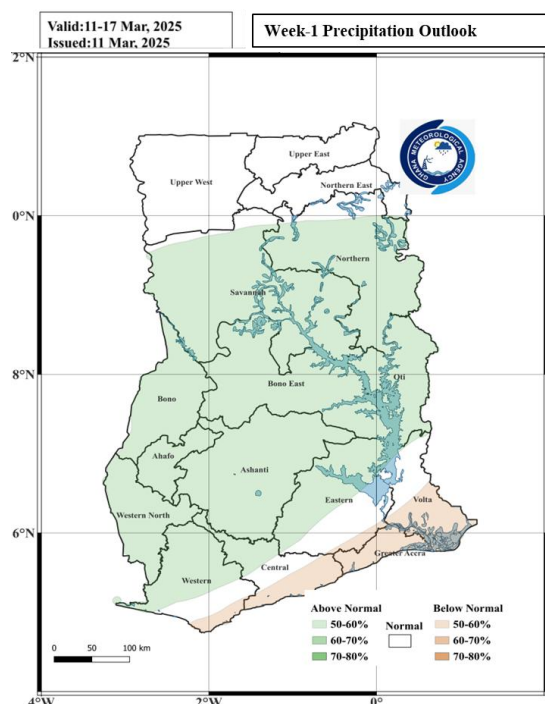 Valid:11-17 Mar, 2025
Issued:11 Mar, 2025
Week-1 Precipitation Outlook
2°N
GHANA METEOROLOGICAL AGENCY
Upper East
Upper West
Northern East
0°N
Northern
Savannah
8°N
Bono East
Oti
Bono
Ahafo
Ashanti
Eastern
Volta
Western North
6°N
Greater Accra
Central
Western
Above Normal
Below Normal
50-60%
Normal
50-60%
60-70%
60-70%
70-80%
70-80%
0 50 100 km
4°W
2°W
0°